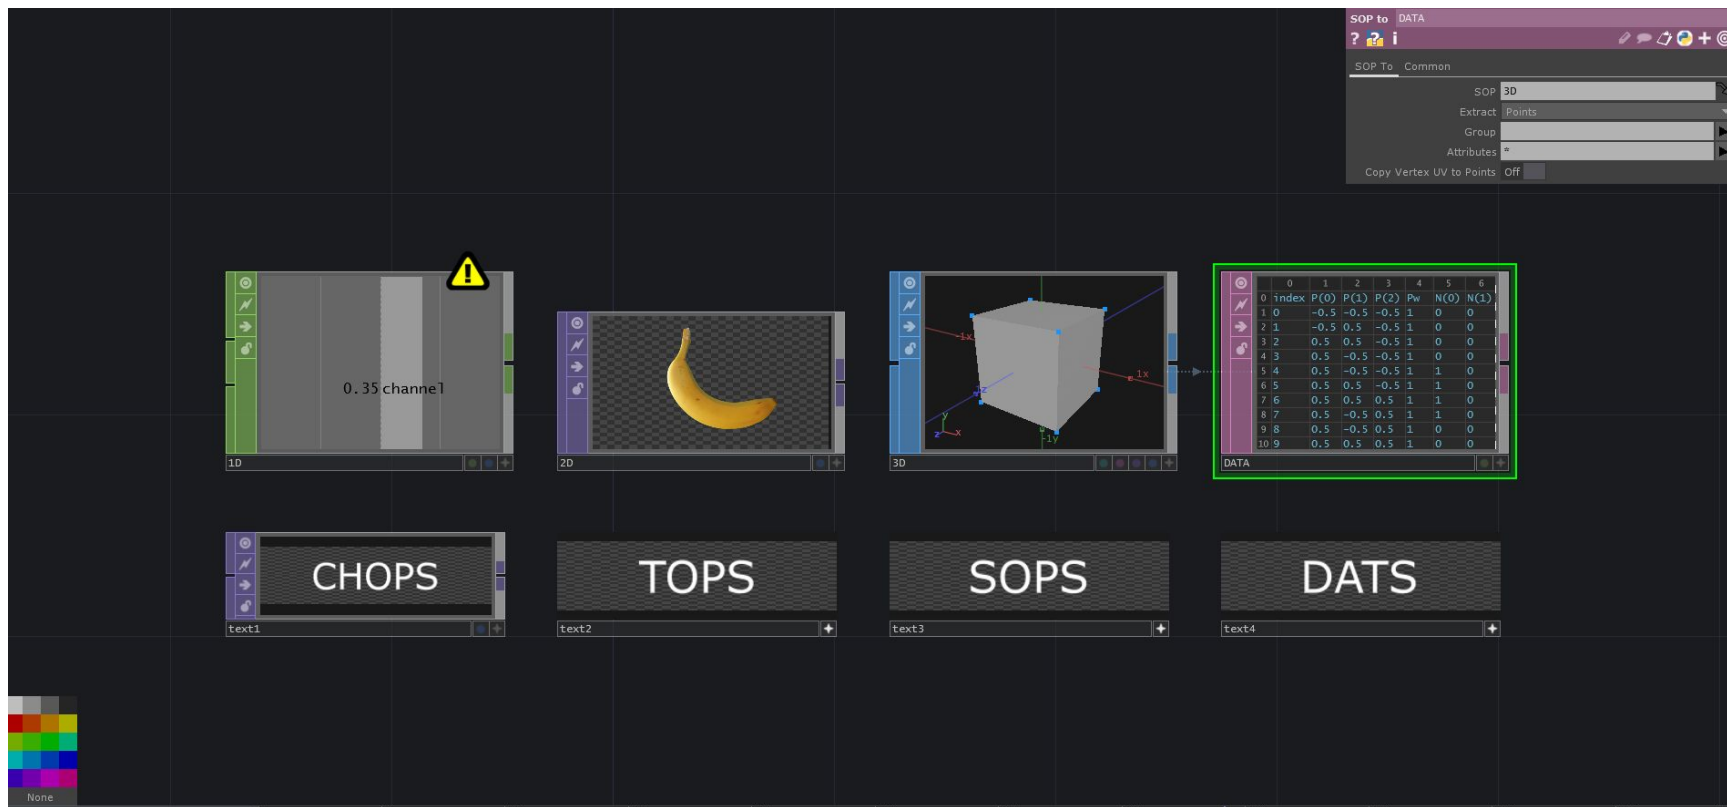 SOP to DATA
? ? i
SOP To Common
SOP 3D
Extract Points
Group
Attributes *
Copy Vertex UV to Points Off
0.35 channel
1D
2D
-1x
1x
-1y
y
z x
3D
0 1 2 3 4 5 6
0 index P(0) P(1) P(2) Pw N(0) N(1)
1 0 -0.5 -0.5 -0.5 1 0 0
2 1 -0.5 0.5 -0.5 1 0 0
3 2 0.5 0.5 -0.5 1 0 0
4 3 0.5 -0.5 -0.5 1 0 0
5 4 0.5 -0.5 -0.5 1 1 0
6 5 0.5 0.5 -0.5 1 1 0
7 6 0.5 0.5 0.5 1 1 0
8 7 0.5 -0.5 0.5 1 1 0
9 8 0.5 -0.5 0.5 1 0 0
10 9 0.5 0.5 0.5 1 0 0
DATA
CHOPS
TOPS
SOPS
DATS
text1
text2
text3
text4
None